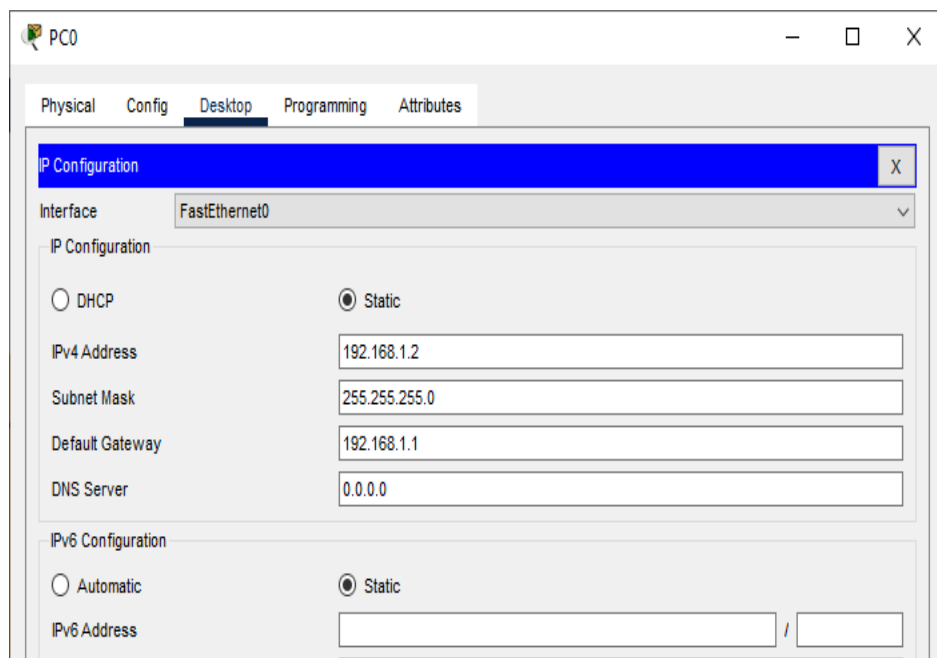 PC0
Physical Config Desktop Programming Attributes
IP Configuration X
Interface FastEthernet0
IP Configuration
DHCP Static
IPv4 Address 192.168.1.2
Subnet Mask 255.255.255.0
Default Gateway 192.168.1.1
DNS Server 0.0.0.0
IPv6 Configuration
Automatic Static
IPv6 Address /